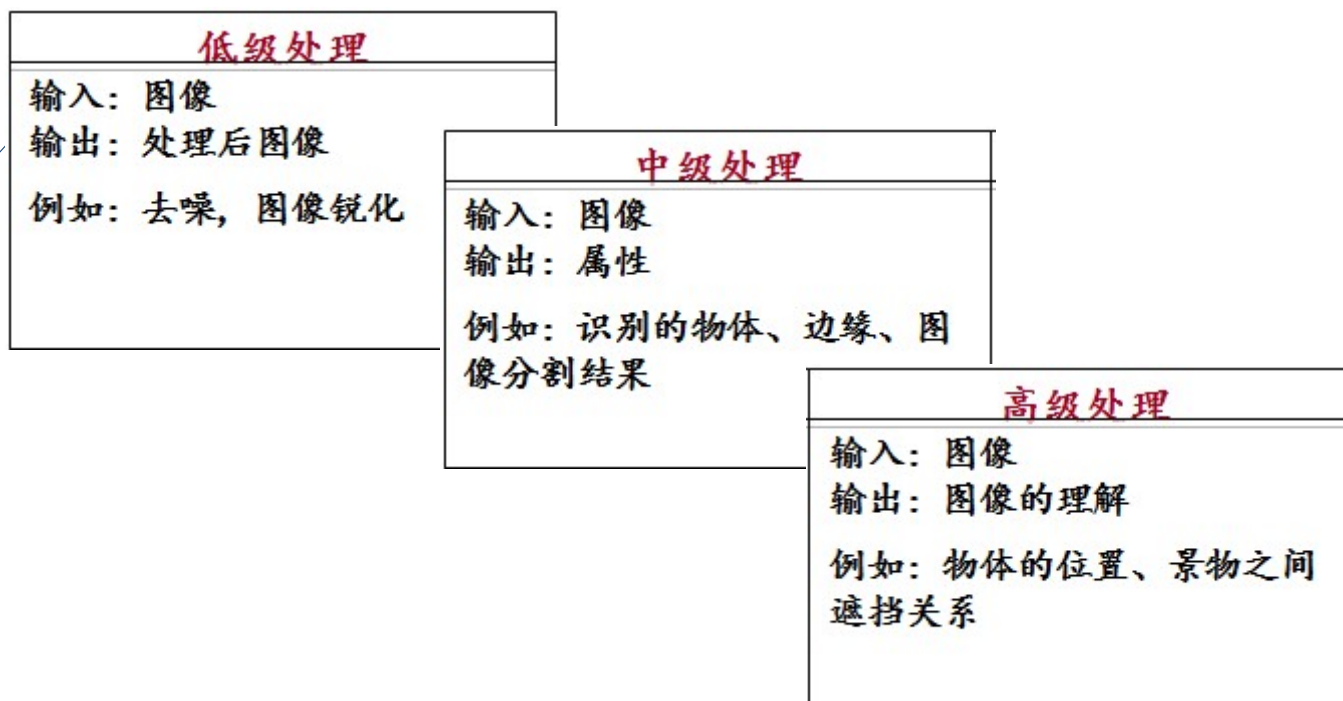 低级处理
输入：图像
输出：处理后图像
例如：去噪，图像锐化
中级处理
输入：图像
输出：属性
例如：识别的物体、边缘、图
像分割结果
高级处理
输入：图像
输出：图像的理解
例如：物体的位置、景物之间
遮挡关系